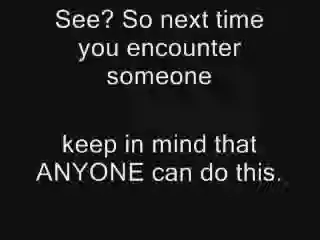 See? So next time
you encounter
someone
keep in mind that
ANYONE can do this.